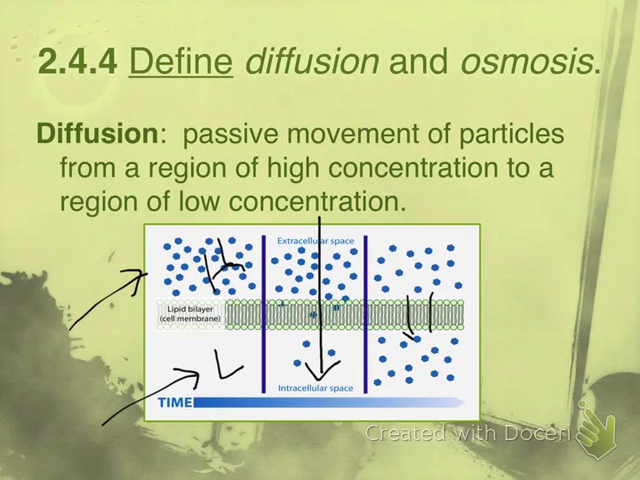 2.4.4 Define diffusion and osmosis.
Diffusion: passive movement of particles
from a region of high concentration to a
region of low concentration.
Extracellular space
Lipid bilayer
(cell membrane)
h
L
Intracellular space
TIME
Created with Doceri